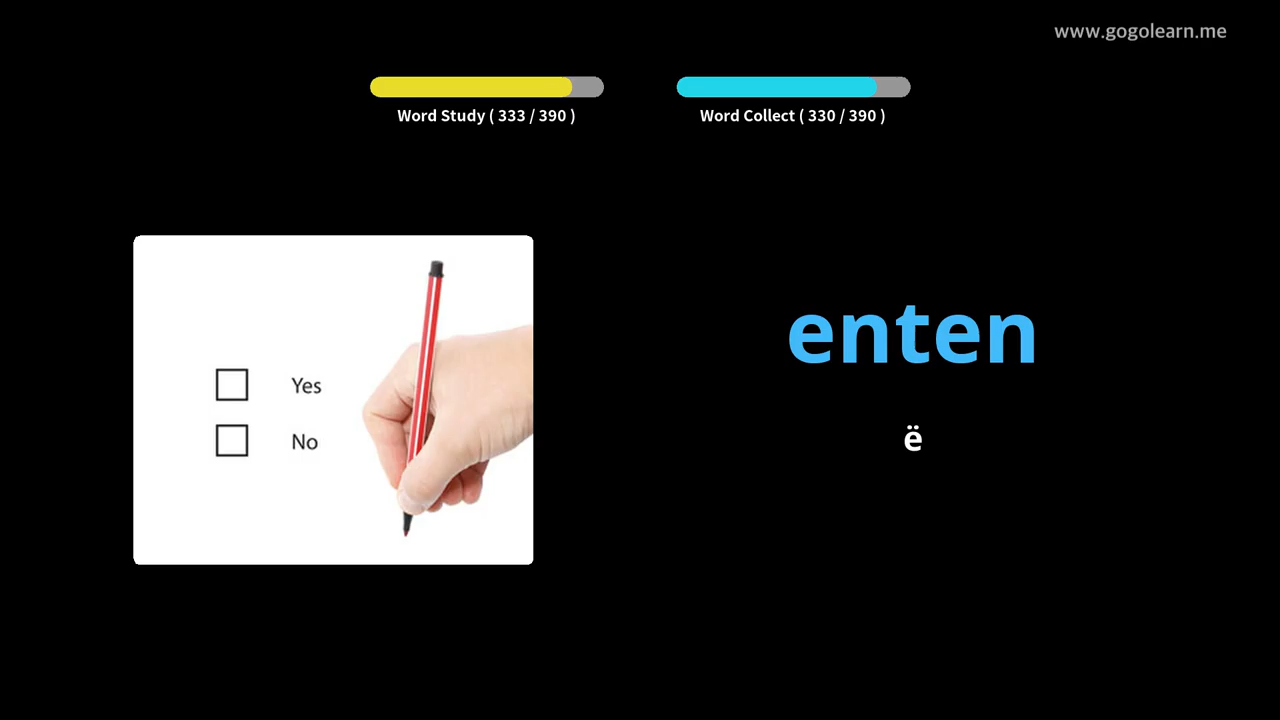 www.gogolearn.me
Word Study ( 333 / 390 )
Word Collect ( 330 / 390 )
Yes
No
enten
ë